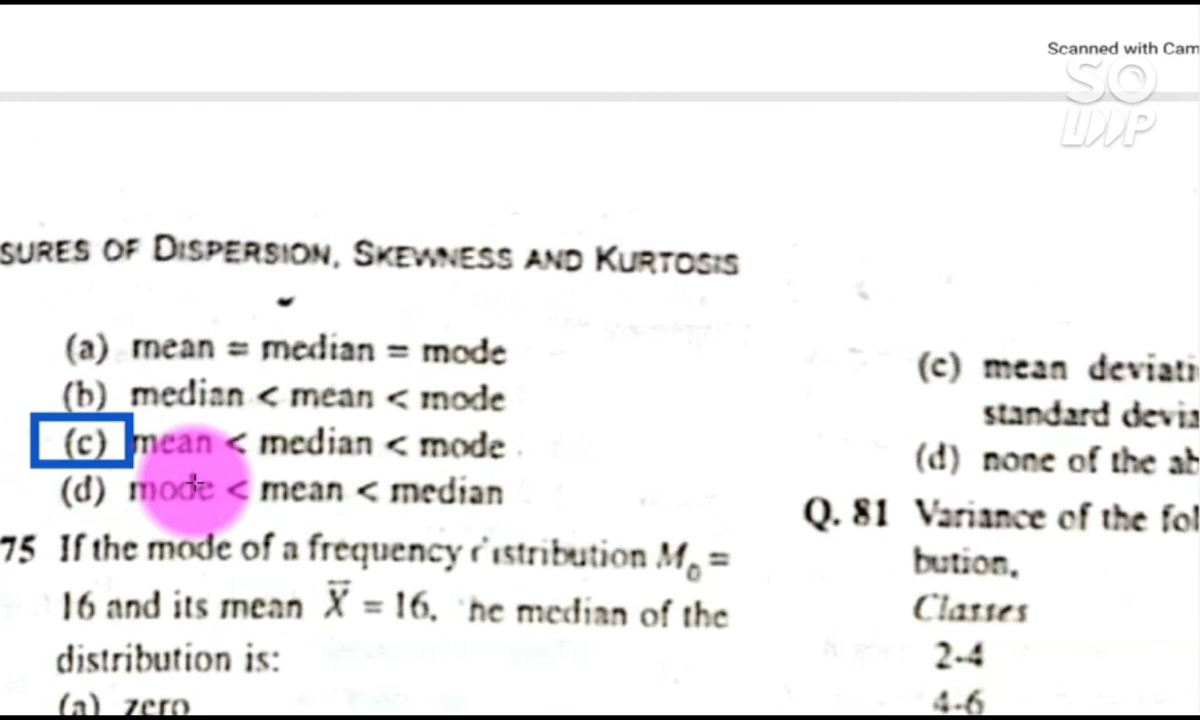 Scanned with Cam
SO
LOOP
SURES OF DISPERSION, SKEWNESS AND KURTOSIS
(a) mean = median = mode
(b) median < mean < mode
(c) mean < median < mode
(d) mode < mean < median
75 If the mode of a frequency distribution M₀ =
16 and its mean X̅ = 16, he median of the
distribution is:
(a) zero
(c) mean deviati
standard devia
(d) none of the ab
Q. 81 Variance of the fol
bution,
Classes
2-4
4-6